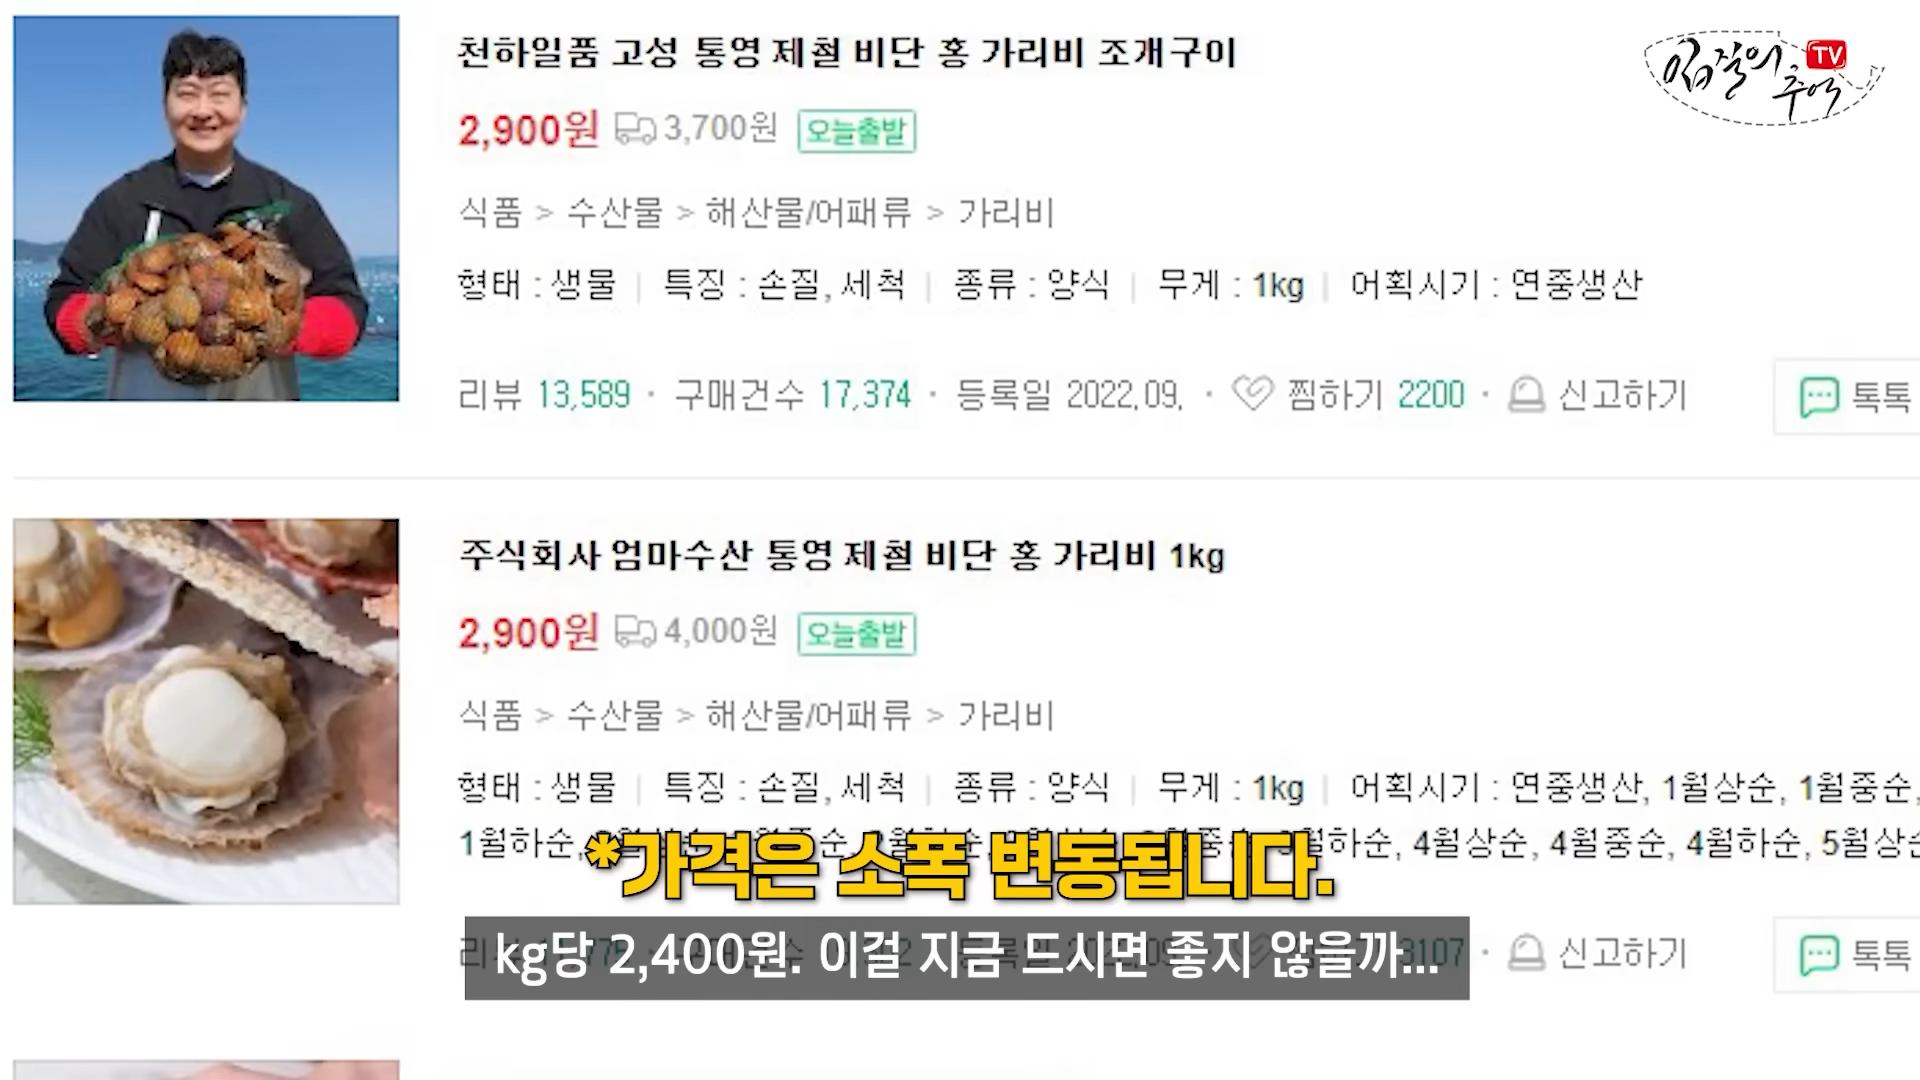 천하일품 고성 통영 제철 비단 홍 가리비 조개구이
입질의 추억 TV
2,900원 3,700원 오늘출발
식품 > 수산물 > 해산물/어패류 > 가리비
형태 : 생물 | 특징 : 손질, 세척 | 종류 : 양식 | 무게 : 1kg | 어획시기 : 연중생산
리뷰 13,589 · 구매건수 17,374 · 등록일 2022.09. · 찜하기 2200 · 신고하기
톡톡
주식회사 엄마수산 통영 제철 비단 홍 가리비 1kg
2,900원 4,000원 오늘출발
식품 > 수산물 > 해산물/어패류 > 가리비
형태 : 생물 | 특징 : 손질, 세척 | 종류 : 양식 | 무게 : 1kg | 어획시기 : 연중생산, 1월상순, 1월중순,
1월하순, 3월하순, 4월상순, 4월중순, 4월하순, 5월상순
*가격은 소폭 변동됩니다.
kg당 2,400원. 이걸 지금 드시면 좋지 않을까...
3107 · 신고하기
톡톡